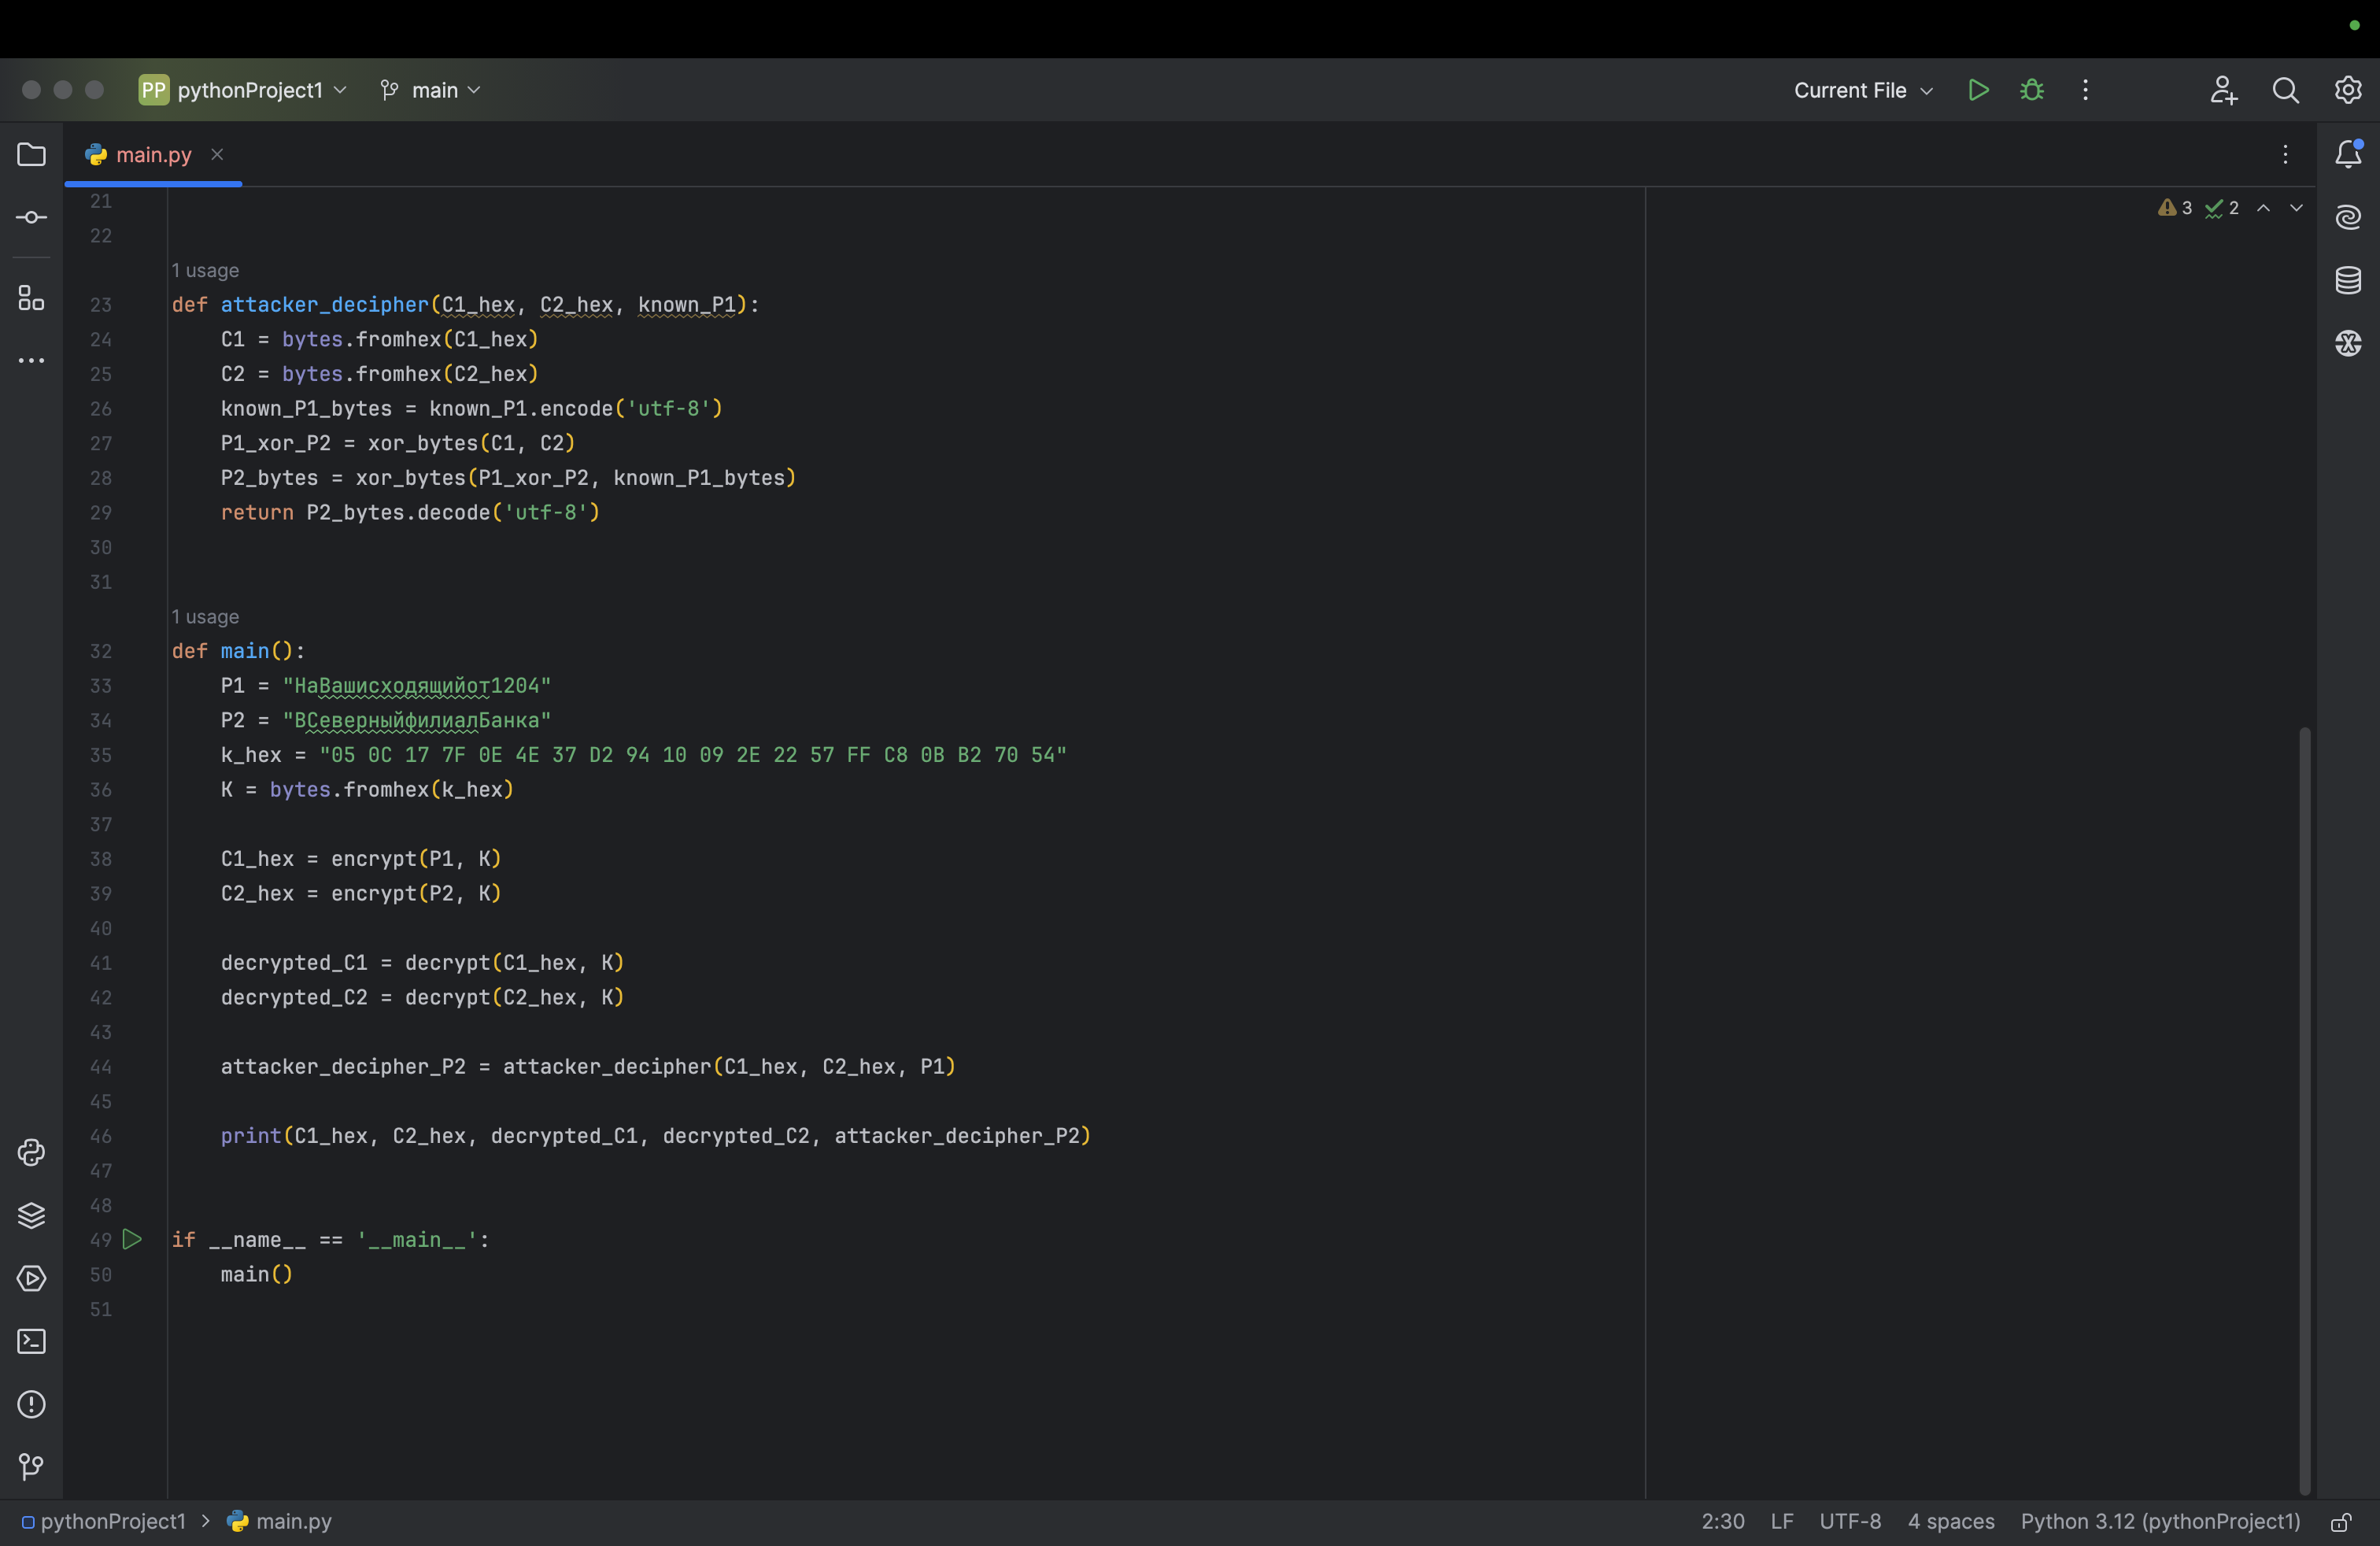 PP pythonProject1 main Current File
main.py
3 2
21
22
1 usage
23 def attacker_decipher(C1_hex, C2_hex, known_P1):
24     C1 = bytes.fromhex(C1_hex)
25     C2 = bytes.fromhex(C2_hex)
26     known_P1_bytes = known_P1.encode('utf-8')
27     P1_xor_P2 = xor_bytes(C1, C2)
28     P2_bytes = xor_bytes(P1_xor_P2, known_P1_bytes)
29     return P2_bytes.decode('utf-8')
30
31
1 usage
32 def main():
33     P1 = "НаВашисходящийот1204"
34     P2 = "ВСеверныйфилиалБанка"
35     k_hex = "05 0C 17 7F 0E 4E 37 D2 94 10 09 2E 22 57 FF C8 0B B2 70 54"
36     K = bytes.fromhex(k_hex)
37
38     C1_hex = encrypt(P1, K)
39     C2_hex = encrypt(P2, K)
40
41     decrypted_C1 = decrypt(C1_hex, K)
42     decrypted_C2 = decrypt(C2_hex, K)
43
44     attacker_decipher_P2 = attacker_decipher(C1_hex, C2_hex, P1)
45
46     print(C1_hex, C2_hex, decrypted_C1, decrypted_C2, attacker_decipher_P2)
47
48
49 if __name__ == '__main__':
50     main()
51
pythonProject1 > main.py 2:30 LF UTF-8 4 spaces Python 3.12 (pythonProject1)